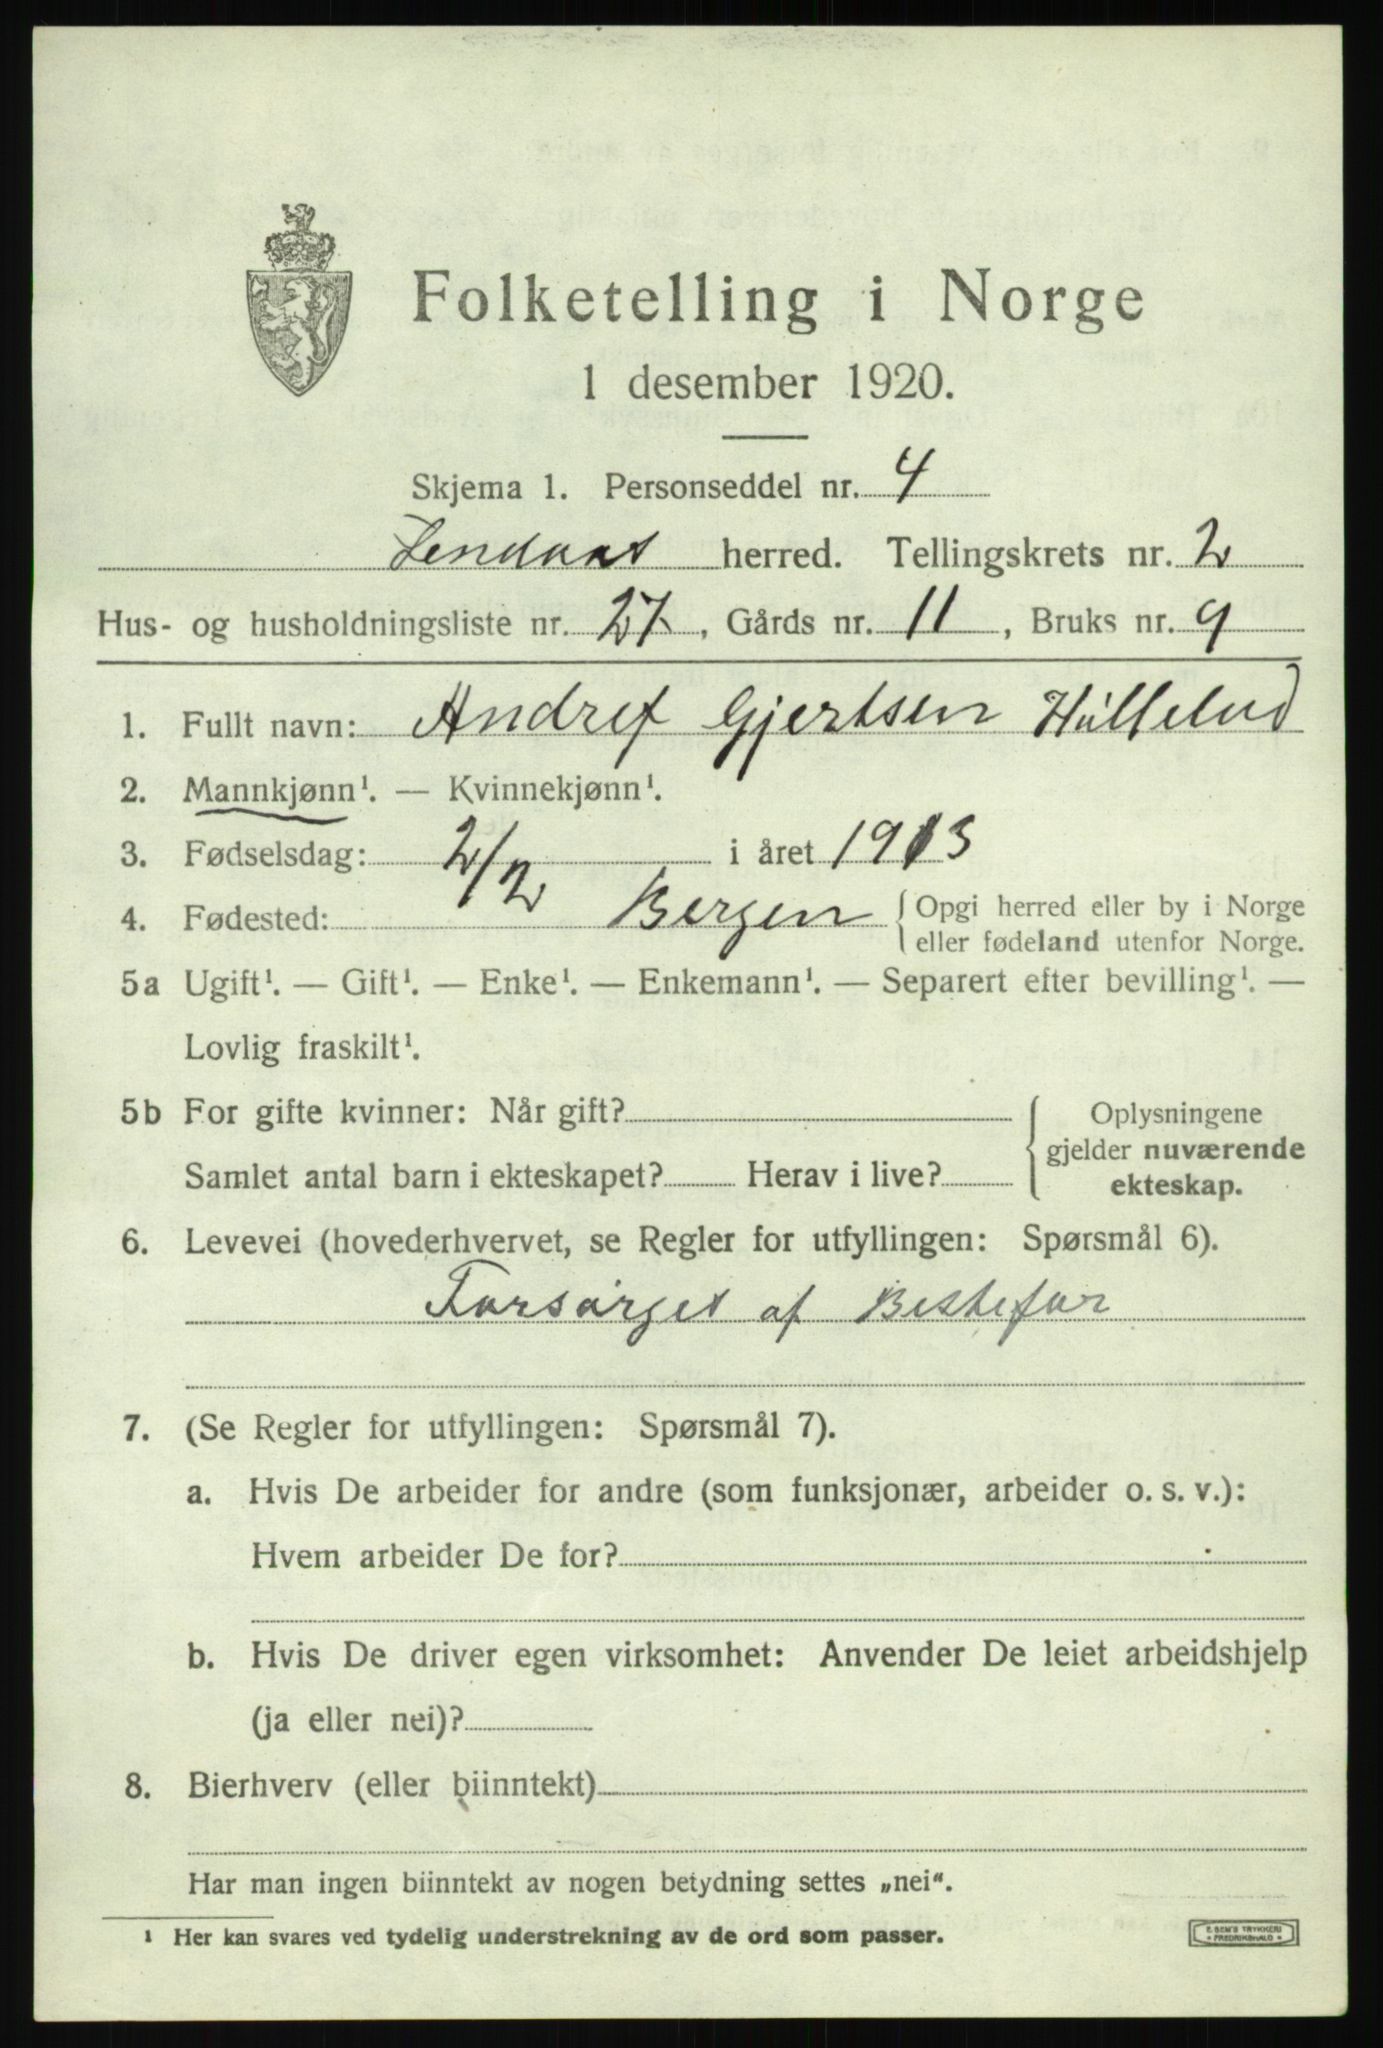 Folketelling i Norge
1 desember 1920.
Skjema 1. Personseddel nr. 4
herred. Tellingskrets nr. 2
Hus- og husholdningsliste nr. 27, Gårds nr. 11, Bruks nr. 9
1. Fullt navn: Gjertsen
2. Mannkjønn¹. — Kvinnekjønn¹.
3. Fødselsdag: 2/2 i året 1913
4. Fødested: Bergen { Opgi herred eller by i Norge
eller fødeland utenfor Norge.
5a Ugift¹. — Gift¹. — Enke¹. — Enkemann¹. — Separert efter bevilling¹. —
Lovlig fraskilt¹.
5b For gifte kvinner: Når gift?
Samlet antal barn i ekteskapet? Herav i live?
Oplysningene
gjelder nuværende
ekteskap.
6. Levevei (hovederhvervet, se Regler for utfyllingen: Spørsmål 6).
Forsørget af Bestefar
7. (Se Regler for utfyllingen: Spørsmål 7).
a. Hvis De arbeider for andre (som funksjonær, arbeider o. s. v.):
Hvem arbeider De for?
b. Hvis De driver egen virksomhet: Anvender De leiet arbeidshjelp
(ja eller nei)?
8. Bierhverv (eller biinntekt)
Har man ingen biinntekt av nogen betydning settes „nei“.
¹ Her kan svares ved tydelig understrekning av de ord som passer.
E. SEM'S TRYKKERI
FREDRIKSHALD